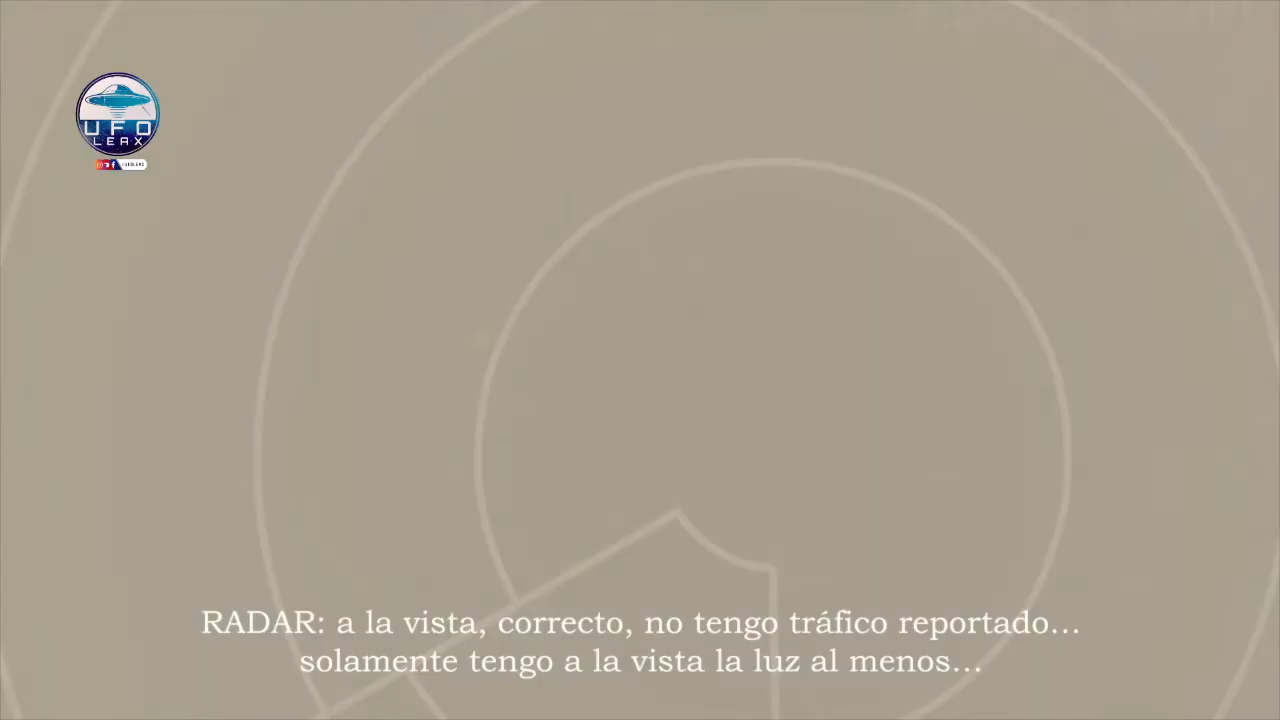 UFO
LEAX
RADAR: a la vista, correcto, no tengo tráfico reportado...
solamente tengo a la vista la luz al menos...